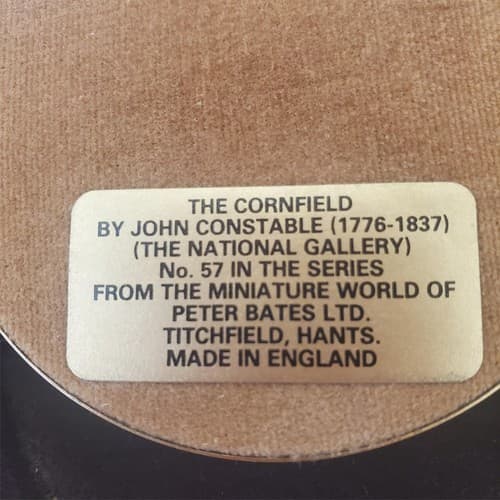 THE CORNFIELD
BY JOHN CONSTABLE (1776-1837)
(THE NATIONAL GALLERY)
No. 57 IN THE SERIES
FROM THE MINIATURE WORLD OF
PETER BATES LTD.
TITCHFIELD, HANTS.
MADE IN ENGLAND